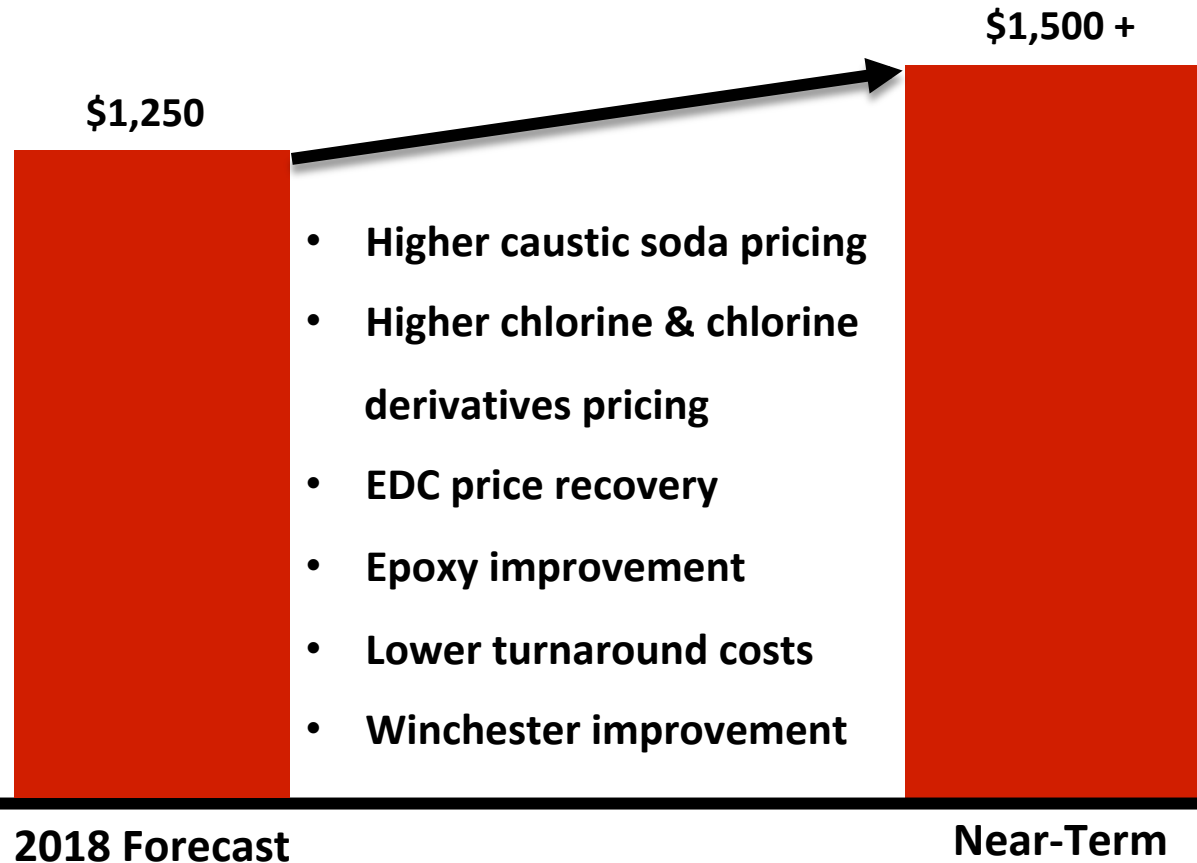 $1,500 +
$1,250
• Higher caustic soda pricing
• Higher chlorine & chlorine
derivatives pricing
• EDC price recovery
• Epoxy improvement
• Lower turnaround costs
• Winchester improvement
2018 Forecast
Near-Term